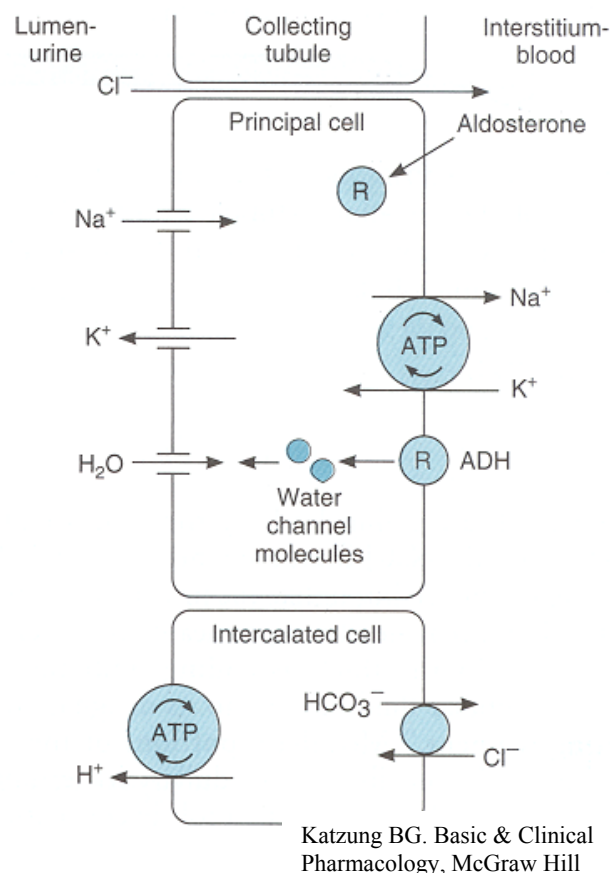 Lumen-
urine
Collecting
tubule
Interstitium-
blood
Cl⁻
Principal cell
Aldosterone
R
Na⁺
Na⁺
K⁺
ATP
K⁺
H₂O
R
ADH
Water
channel
molecules
Intercalated cell
HCO₃⁻
ATP
Cl⁻
H⁺
Katzung BG. Basic & Clinical
Pharmacology, McGraw Hill